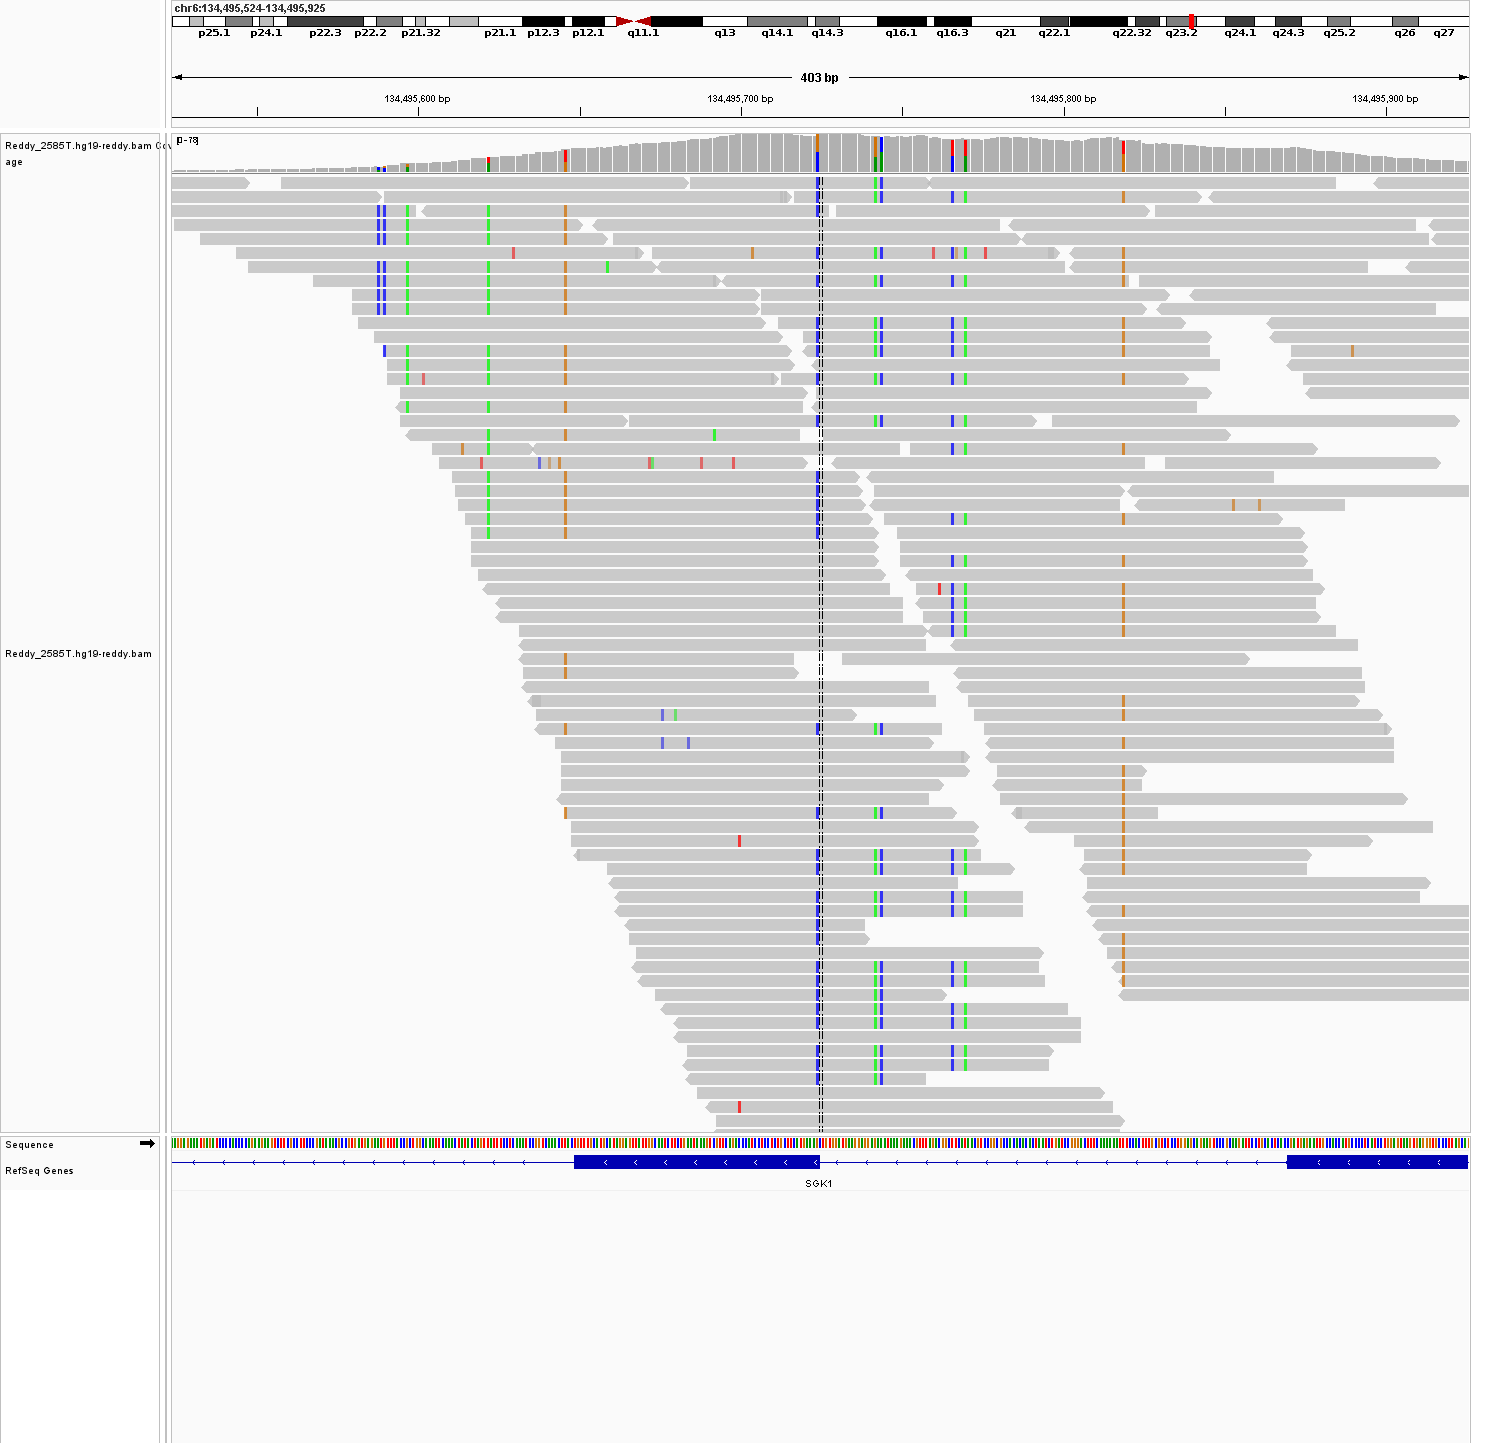 chr6:134,495,524-134,495,925
p25.1 p24.1 p22.3 p22.2 p21.32 p21.1 p12.3 p12.1 q11.1 q13 q14.1 q14.3 q16.1 q16.3 q21 q22.1 q22.32 q23.2 q24.1 q24.3 q25.2 q26 q27
403 bp
134,495,600 bp 134,495,700 bp 134,495,800 bp 134,495,900 bp
Reddy_2585T.hg19-reddy.bam Cov
age
[0-78]
Reddy_2585T.hg19-reddy.bam
Sequence
RefSeq Genes
SGK1